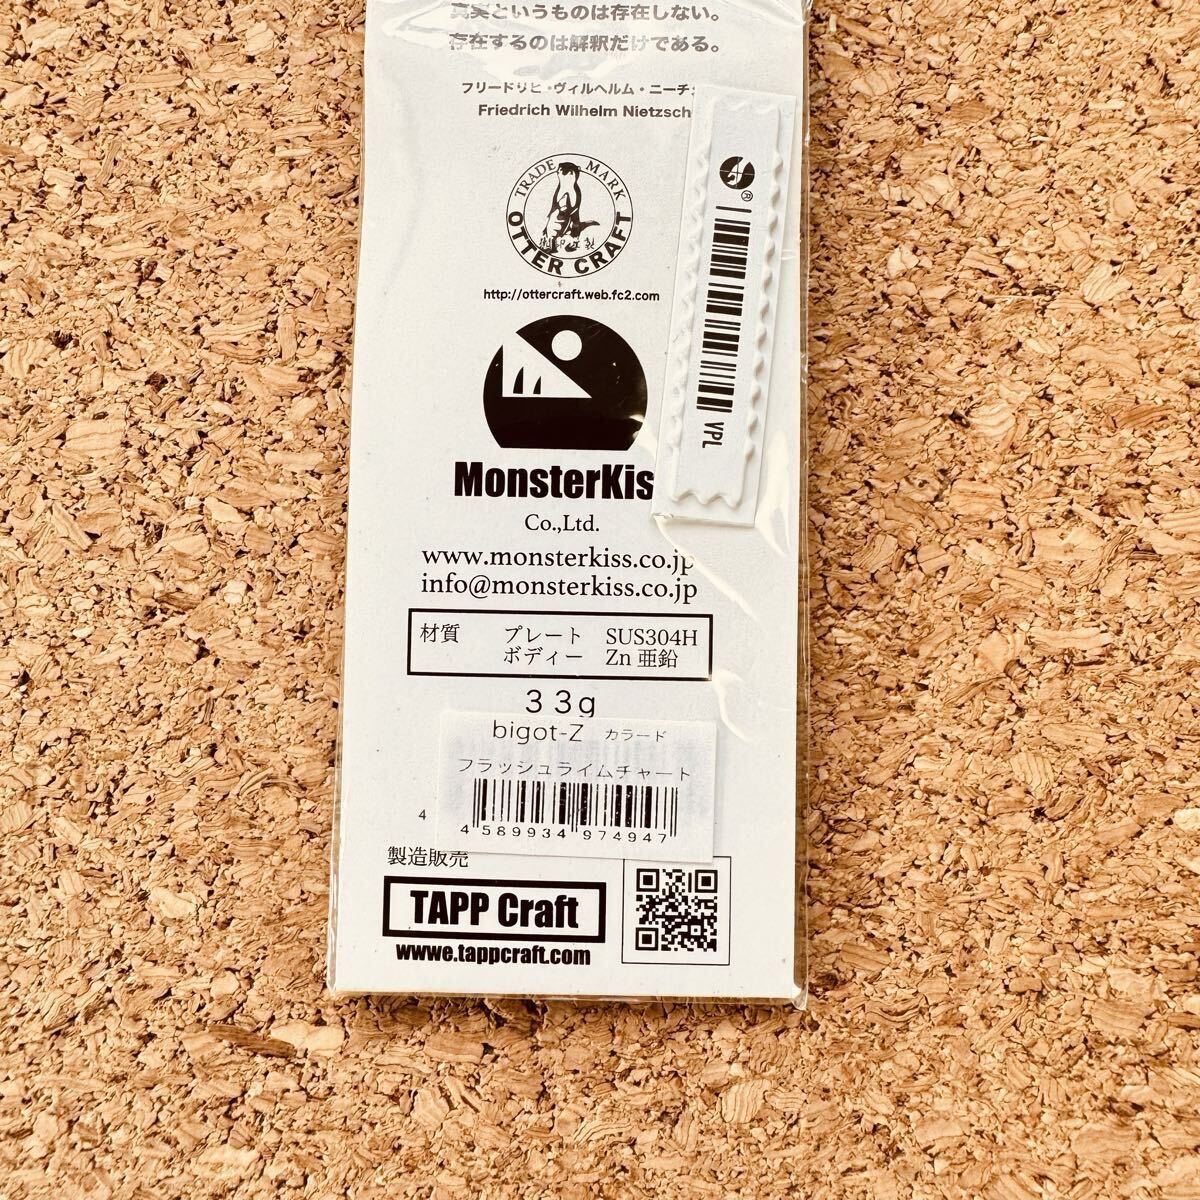 真実というものは存在しない。
存在するのは解釈だけである。
フリードリヒ・ヴィルヘルム・ニーチ
Friedrich Wilhelm Nietzsch
TRADE MARK
OTTER CRAFT
http://ottercraft.web.fc2.com
VPL
MonsterKis
Co.,Ltd.
www.monsterkiss.co.jp
info@monsterkiss.co.jp
材質 プレート SUS304H
ボディー Zn 亜鉛
33g
bigot-Z カラード
フラッシュライムチャート
4 589934 974947
4
製造販売
TAPP Craft
wwwe.tappcraft.com